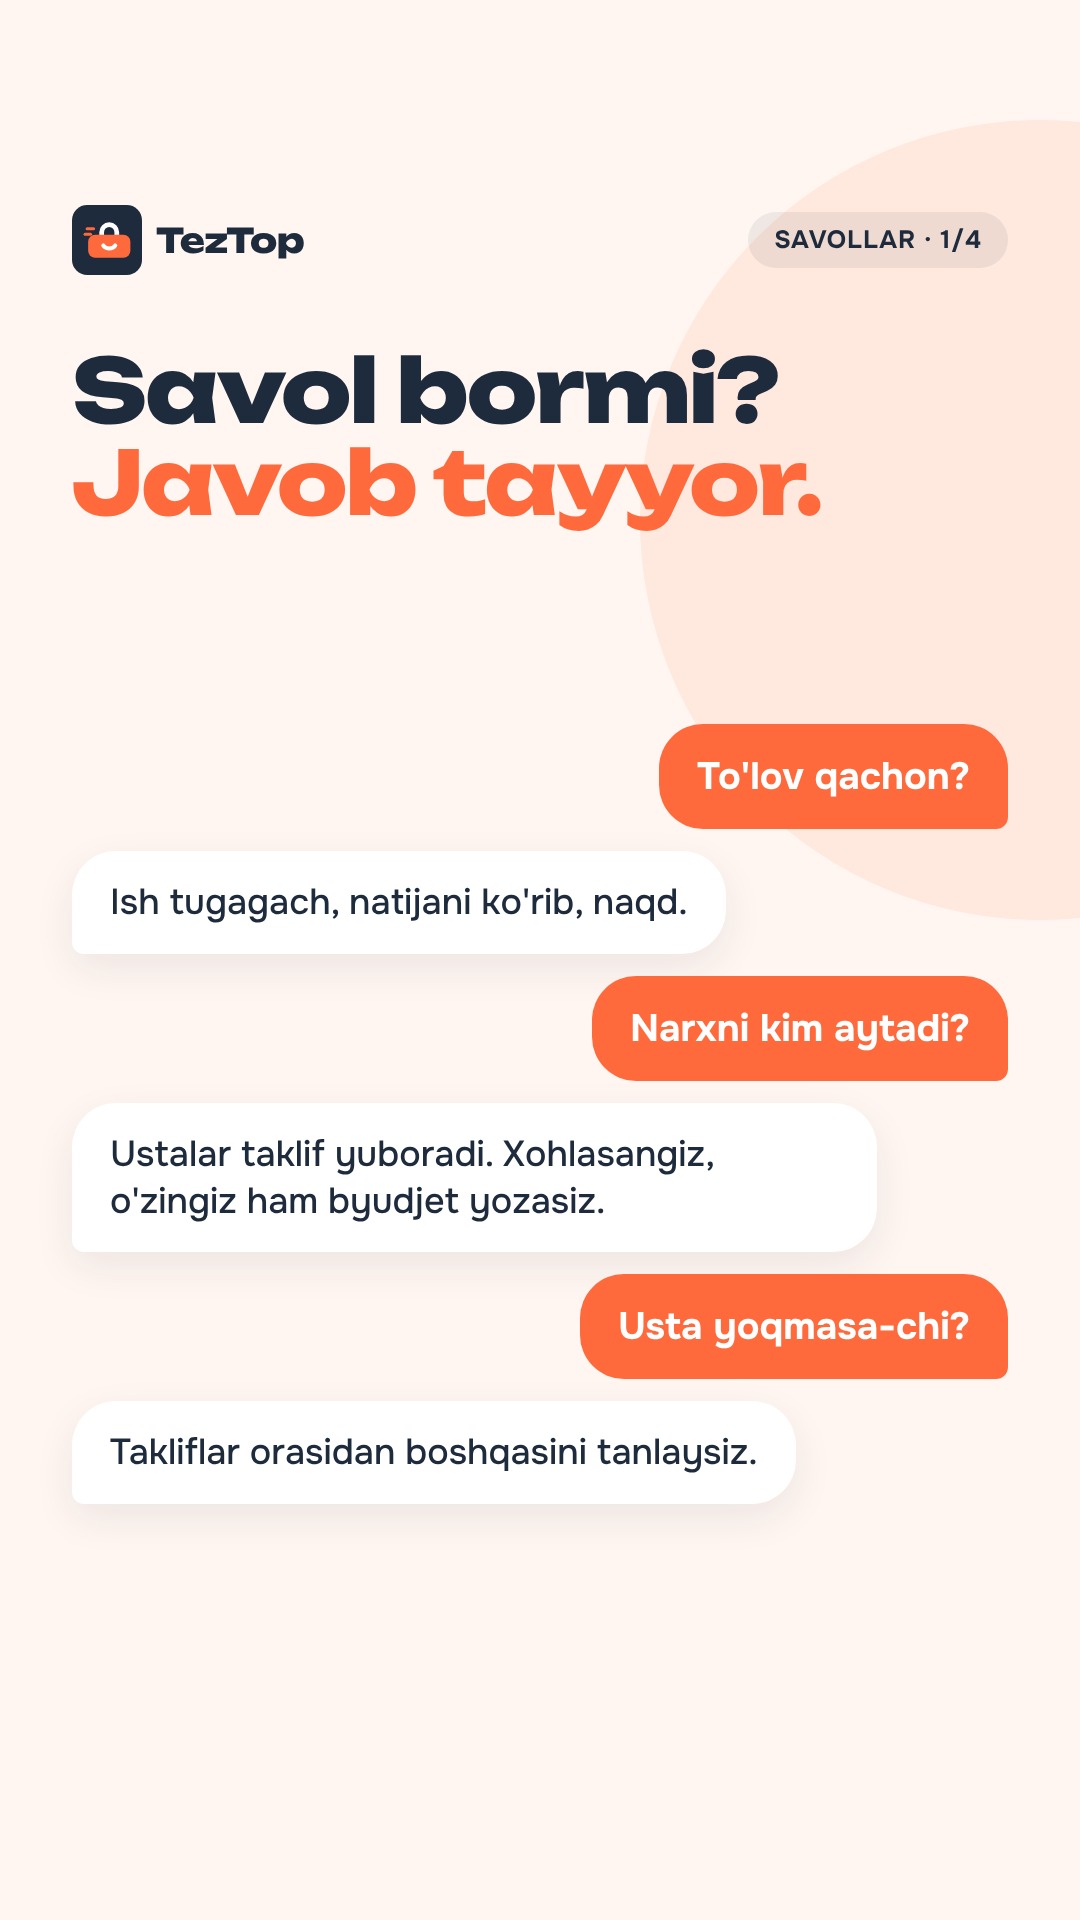 TezTop
SAVOLLAR · 1/4
Savol bormi?
Javob tayyor.
To'lov qachon?
Ish tugagach, natijani ko'rib, naqd.
Narxni kim aytadi?
Ustalar taklif yuboradi. Xohlasangiz,
o'zingiz ham byudjet yozasiz.
Usta yoqmasa-chi?
Takliflar orasidan boshqasini tanlaysiz.